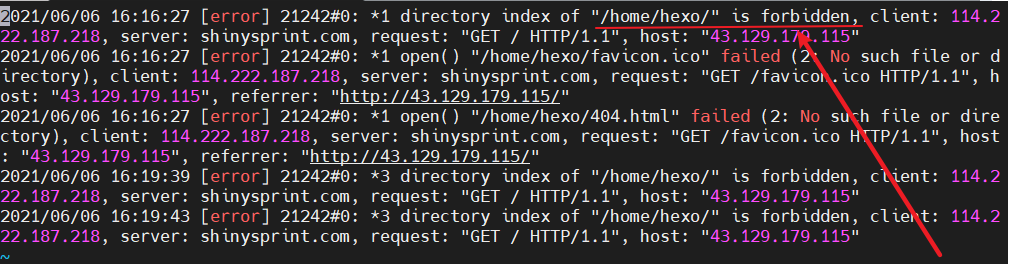 2021/06/06 16:16:27 [error] 21242#0: *1 directory index of "/home/hexo/" is forbidden, client: 114.2
22.187.218, server: shinysprint.com, request: "GET / HTTP/1.1", host: "43.129.179.115"
2021/06/06 16:16:27 [error] 21242#0: *1 open() "/home/hexo/favicon.ico" failed (2: No such file or d
irectory), client: 114.222.187.218, server: shinysprint.com, request: "GET /favicon.ico HTTP/1.1", h
ost: "43.129.179.115", referrer: "http://43.129.179.115/"
2021/06/06 16:16:27 [error] 21242#0: *1 open() "/home/hexo/404.html" failed (2: No such file or dire
ctory), client: 114.222.187.218, server: shinysprint.com, request: "GET /favicon.ico HTTP/1.1", host
: "43.129.179.115", referrer: "http://43.129.179.115/"
2021/06/06 16:19:39 [error] 21242#0: *3 directory index of "/home/hexo/" is forbidden, client: 114.2
22.187.218, server: shinysprint.com, request: "GET / HTTP/1.1", host: "43.129.179.115"
2021/06/06 16:19:43 [error] 21242#0: *3 directory index of "/home/hexo/" is forbidden, client: 114.2
22.187.218, server: shinysprint.com, request: "GET / HTTP/1.1", host: "43.129.179.115"
~